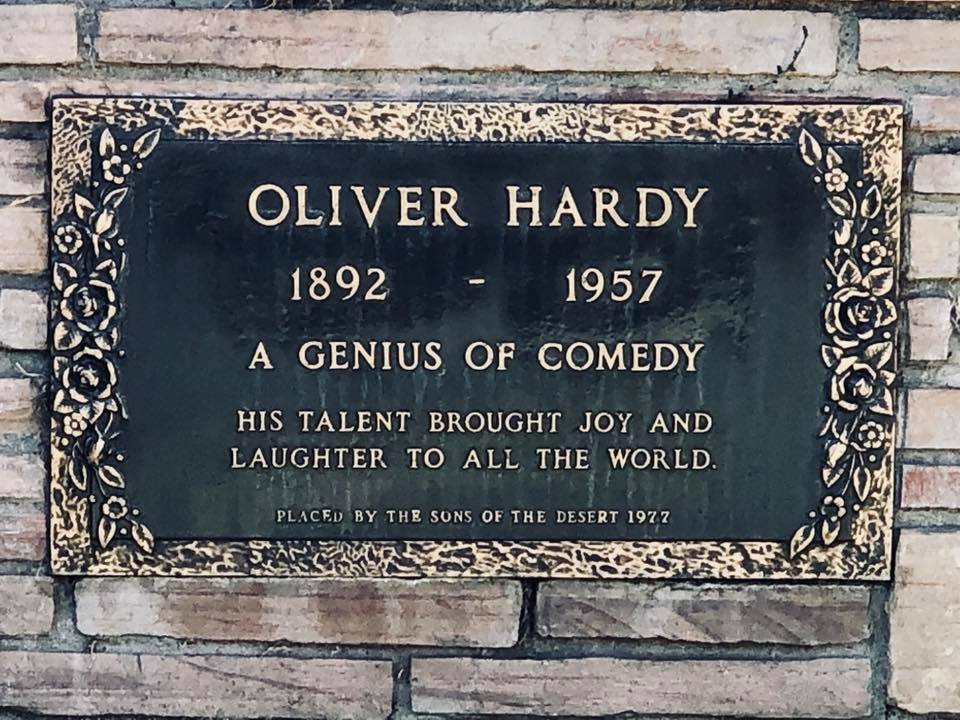 OLIVER HARDY
1892 - 1957
A GENIUS OF COMEDY
HIS TALENT BROUGHT JOY AND
LAUGHTER TO ALL THE WORLD.
PLACED BY THE SONS OF THE DESERT 1977